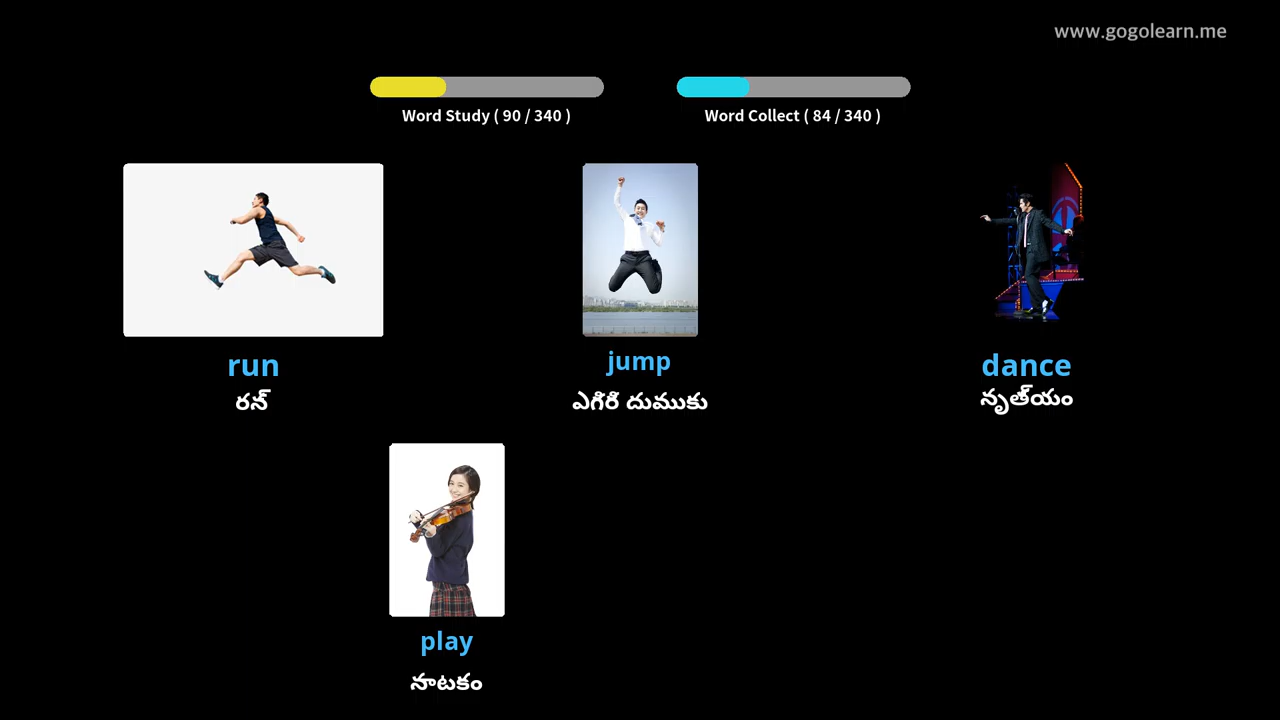 www.gogolearn.me
Word Study ( 90 / 340 )
Word Collect ( 84 / 340 )
run
రన్
jump
ఎగిరి దుముకు
dance
నృత్యం
play
నాటకం